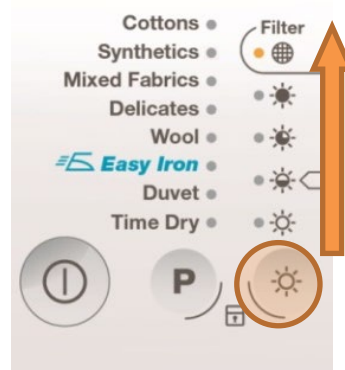 Cottons
Filter
Synthetics
Mixed Fabrics
Delicates
Wool
Easy Iron
Duvet
Time Dry
P